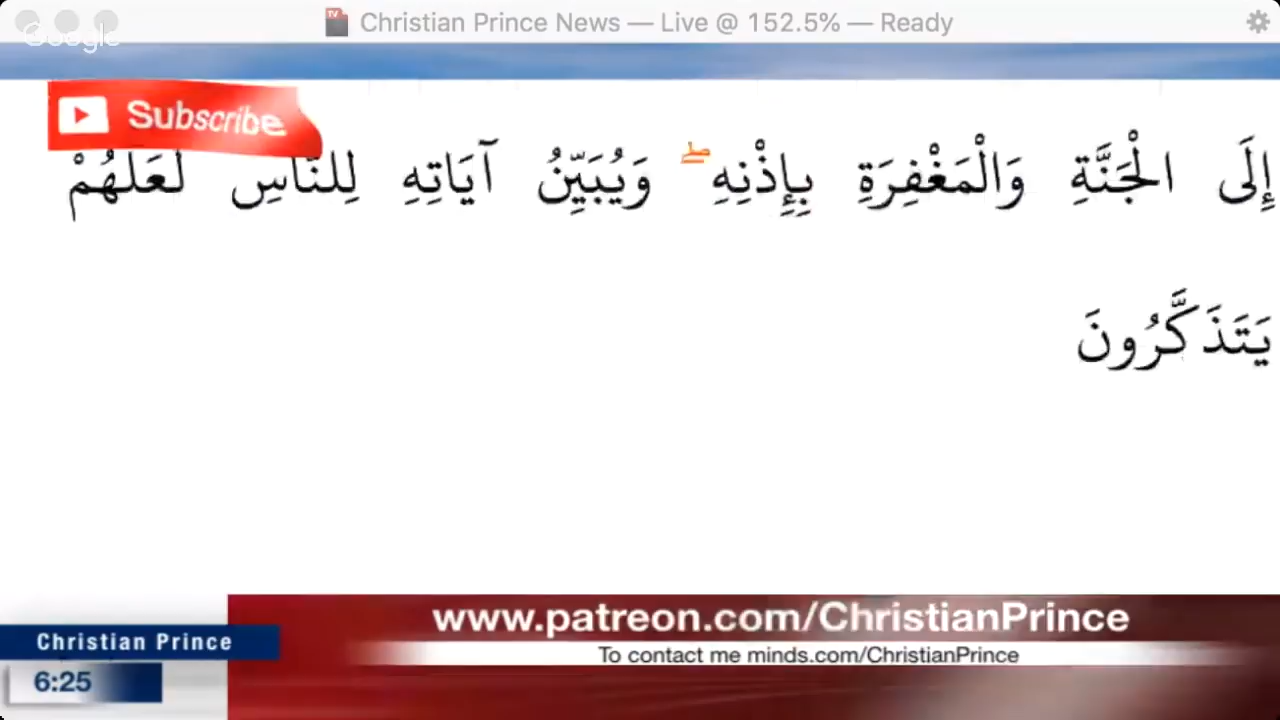 Christian Prince News — Live @ 152.5% — Ready
Google
Subscribe
إِلَى الْجَنَّةِ وَالْمَغْفِرَةِ بِإِذْنِهِ ۖ وَيُبَيِّنُ آيَاتِهِ لِلنَّاسِ لَعَلَهُمْ
يَتَذَكَّرُونَ
www.patreon.com/ChristianPrince
Christian Prince
To contact me minds.com/ChristianPrince
6:25